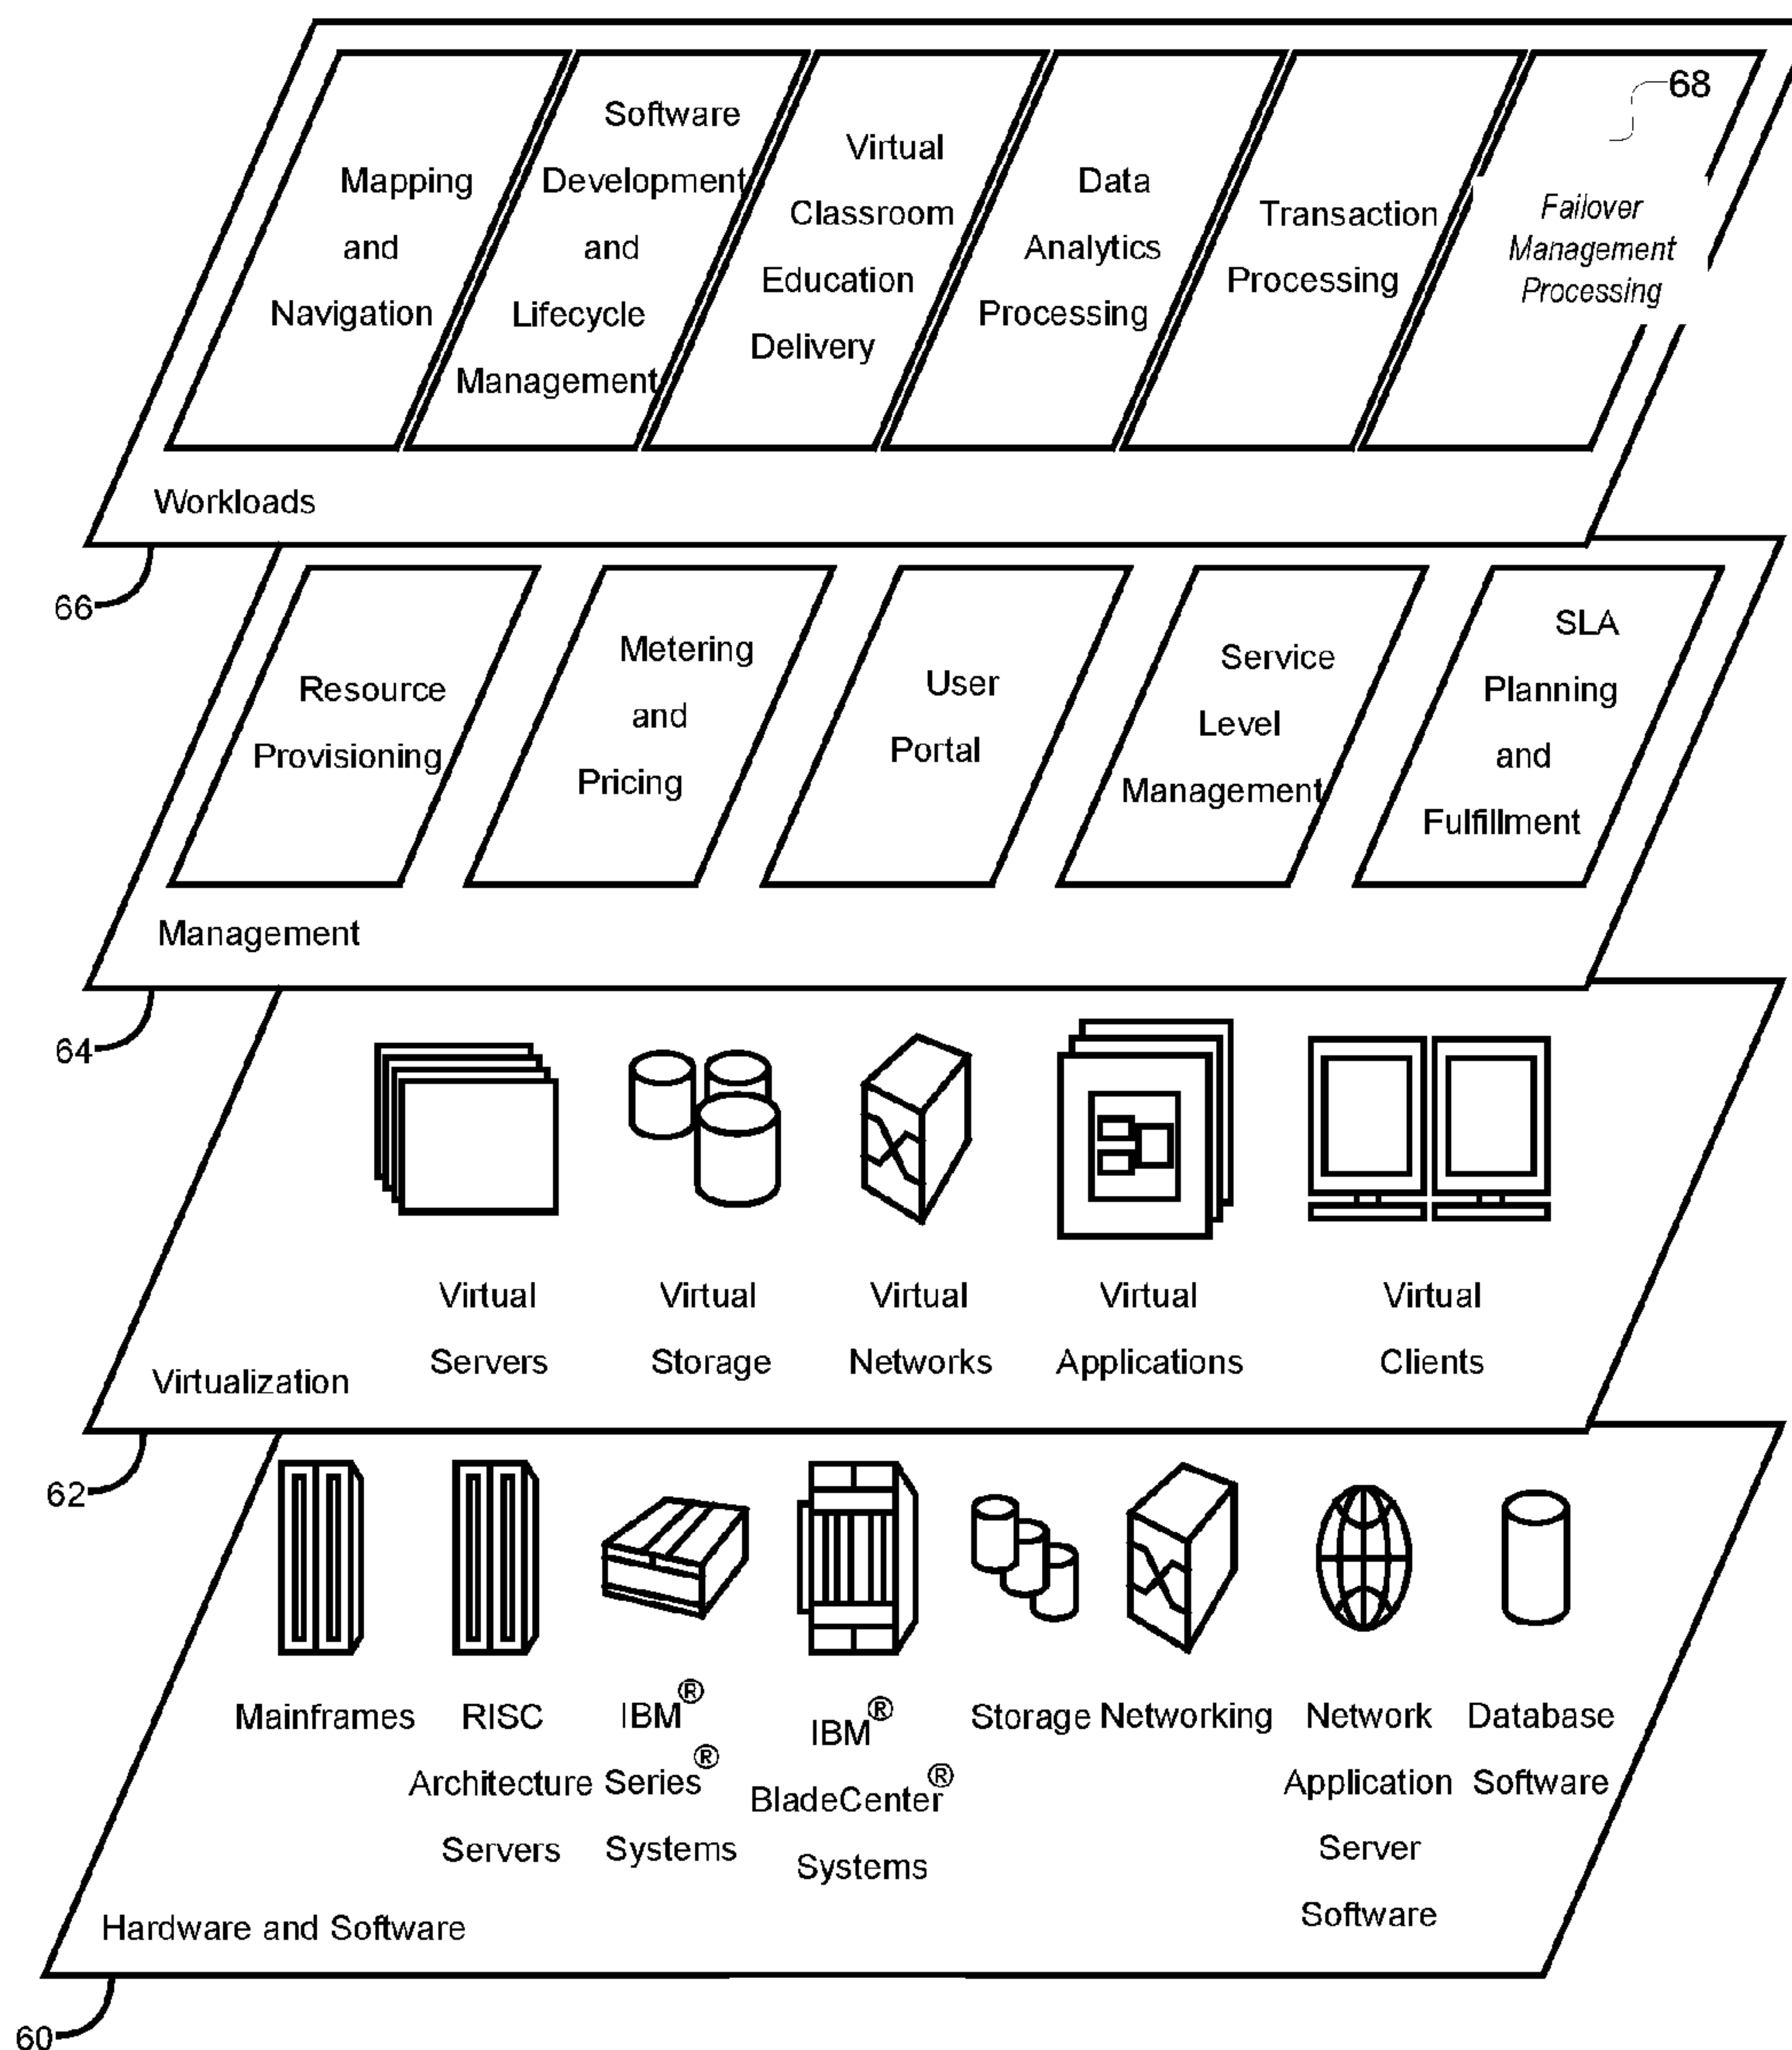 68
Mapping
and
Navigation
Software
Development
and
Lifecycle
Management
Virtual
Classroom
Education
Delivery
Data
Analytics
Processing
Transaction
Processing
Failover
Management
Processing
Workloads
66
Resource
Provisioning
Metering
and
Pricing
User
Portal
Service
Level
Management
SLA
Planning
and
Fulfillment
Management
64
Virtual
Servers
Virtual
Storage
Virtual
Networks
Virtual
Applications
Virtual
Clients
Virtualization
62
Mainframes
RISC
Architecture
Servers
IBM®
Series®
Systems
IBM®
BladeCenter®
Systems
Storage
Networking
Network
Application
Server
Software
Database
Software
Hardware and Software
60